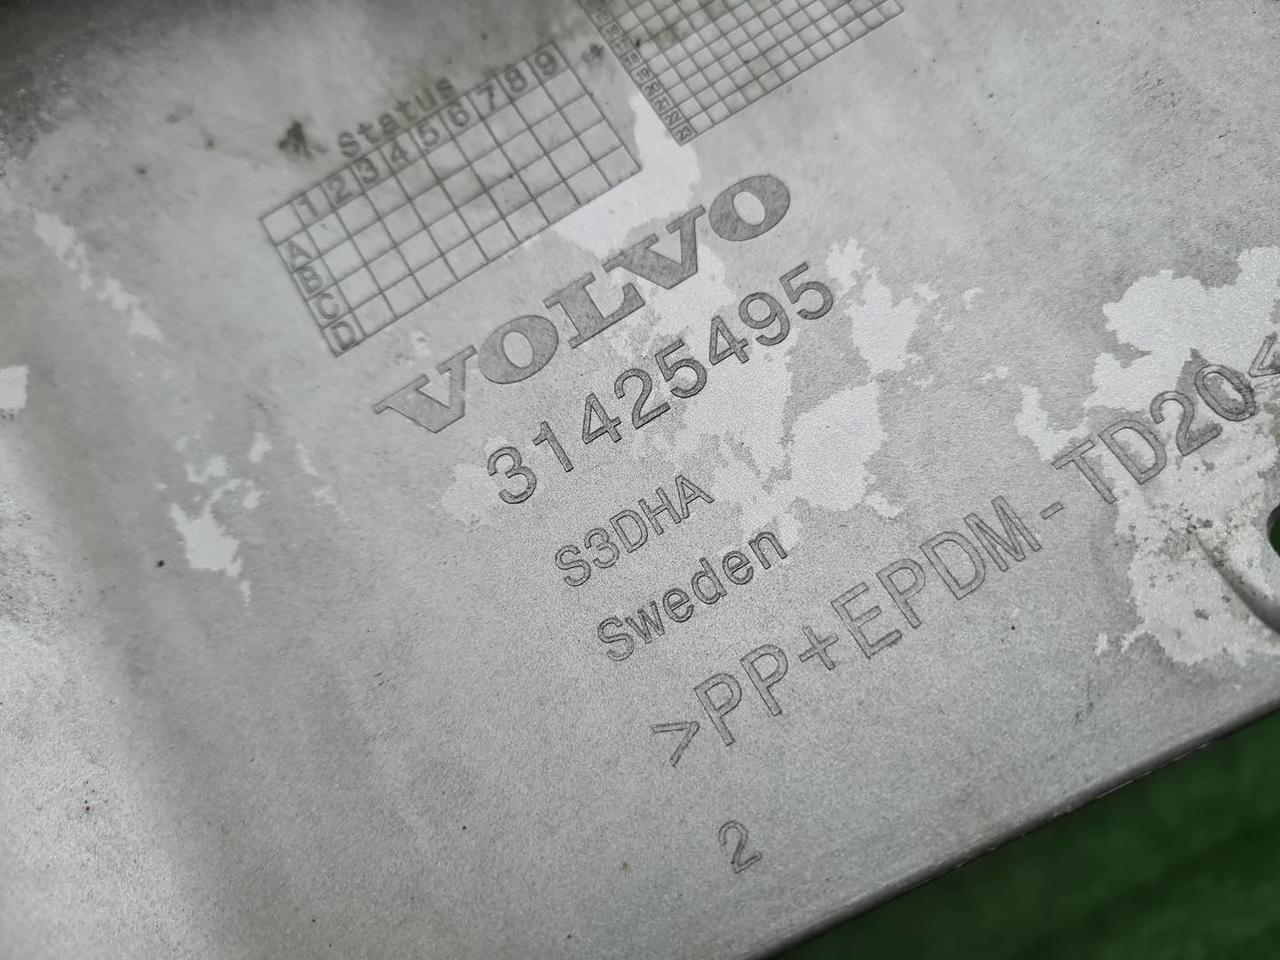 Status
1 2 3 4 5 6 7 8 9
A
B
C
D
VOLVO
31425495
S3DHA
Sweden
>PP+EPDM-TD20<
2